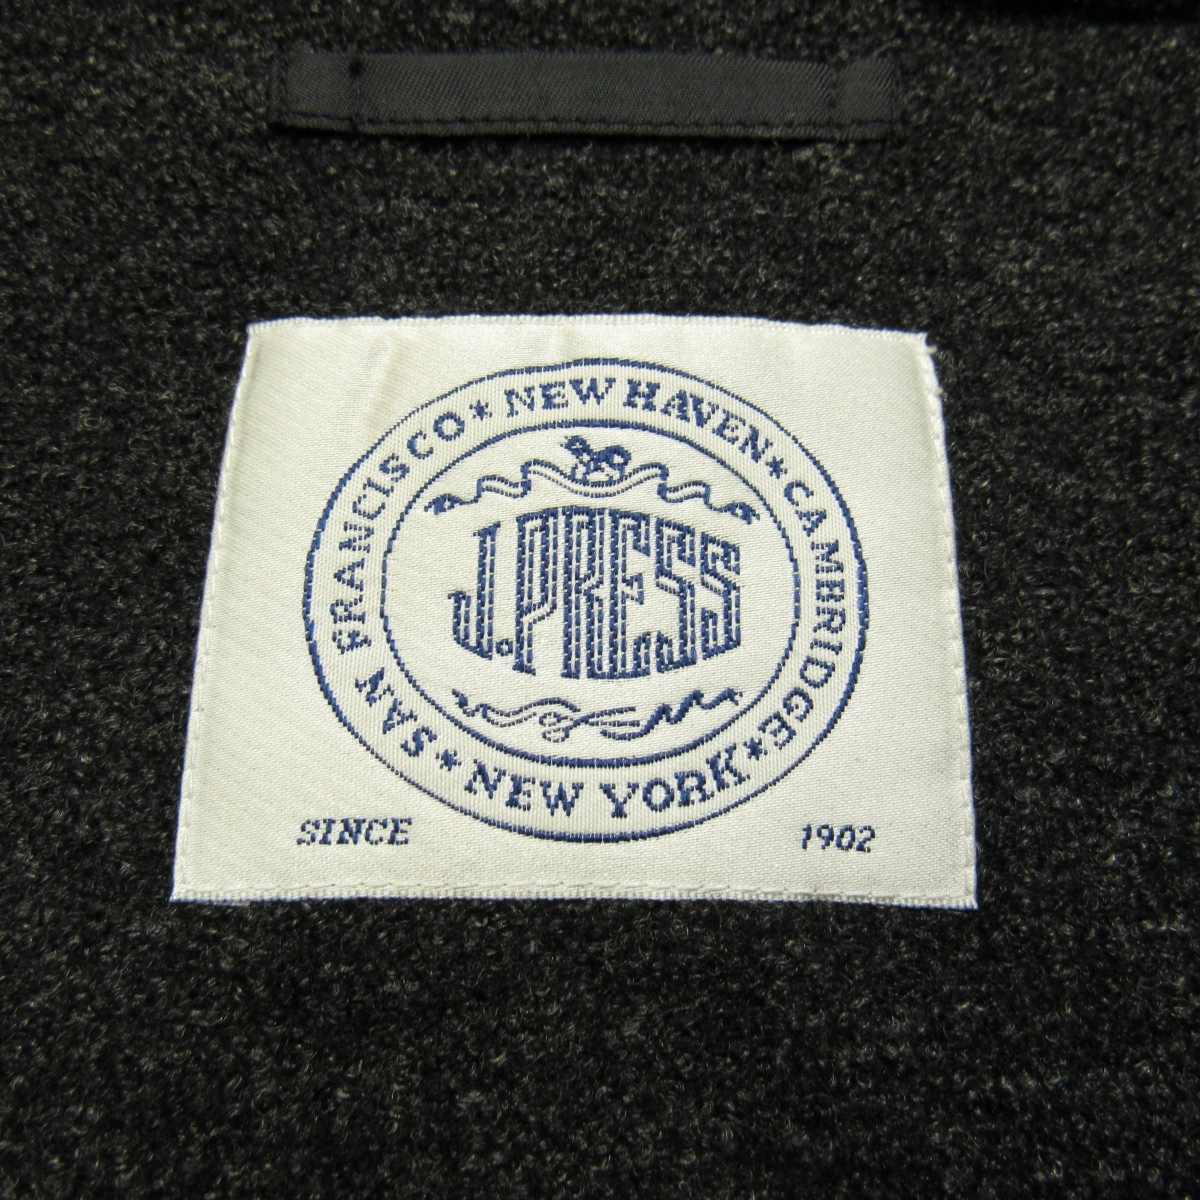 NEW HAVEN * CAMBRIDGE * NEW YORK * SAN FRANCISCO *
J.PRESS
SINCE 1902